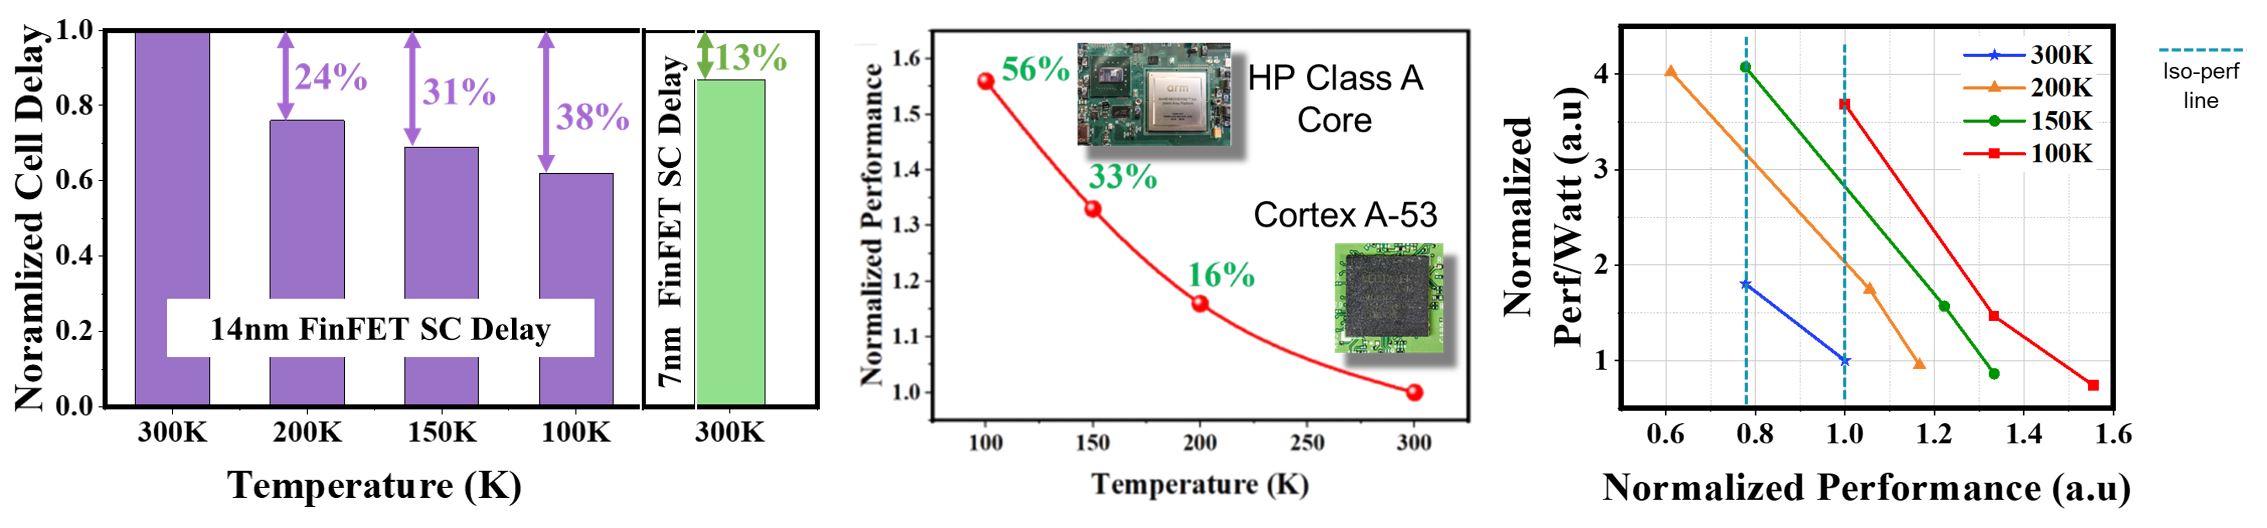 Noramlized Cell Delay
1.0
0.8
0.6
0.4
0.2
0.0
24%
31%
38%
14nm FinFET SC Delay
7nm FinFET SC Delay
13%
300K
200K
150K
100K
300K
Temperature (K)
Normalized Performance
1.6
1.5
1.4
1.3
1.2
1.1
1.0
56%
33%
16%
arm
HP Class A
Core
Cortex A-53
100
150
200
250
300
Temperature (K)
Normalized
Perf/Watt (a.u)
4
3
2
1
300K
200K
150K
100K
0.6
0.8
1.0
1.2
1.4
1.6
Normalized Performance (a.u)
Iso-perf
line